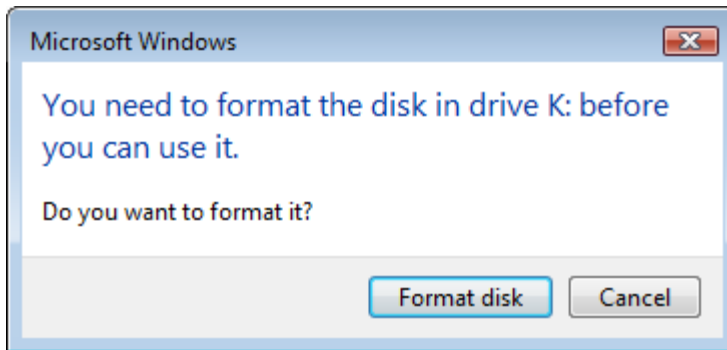 Microsoft Windows
You need to format the disk in drive K: before
you can use it.
Do you want to format it?
Format disk
Cancel